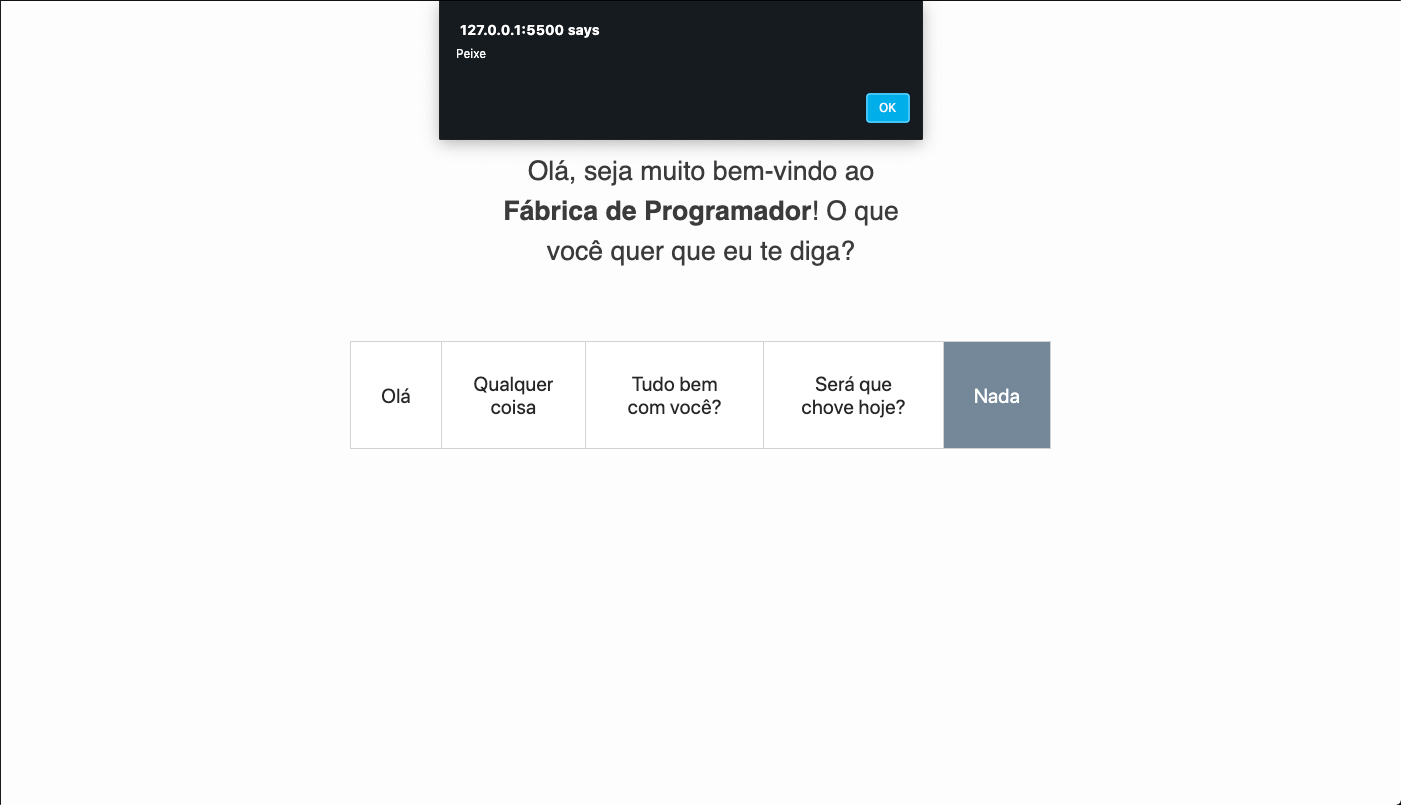 127.0.0.1:5500 says
Peixe
OK
Olá, seja muito bem-vindo ao
Fábrica de Programador! O que
você quer que eu te diga?
Olá
Qualquer
coisa
Tudo bem
com você?
Será que
chove hoje?
Nada